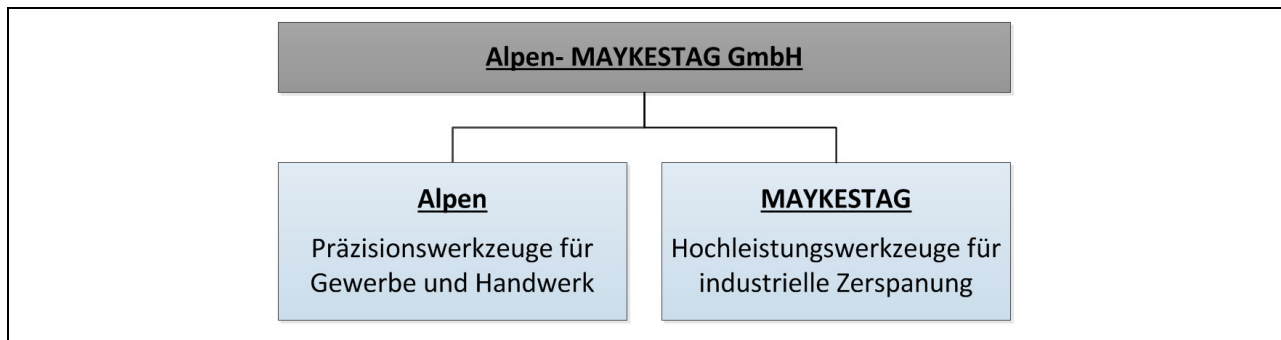 Alpen- MAYKESTAG GmbH
Alpen
Präzisionswerkzeuge für
Gewerbe und Handwerk
MAYKESTAG
Hochleistungswerkzeuge für
industrielle Zerspanung